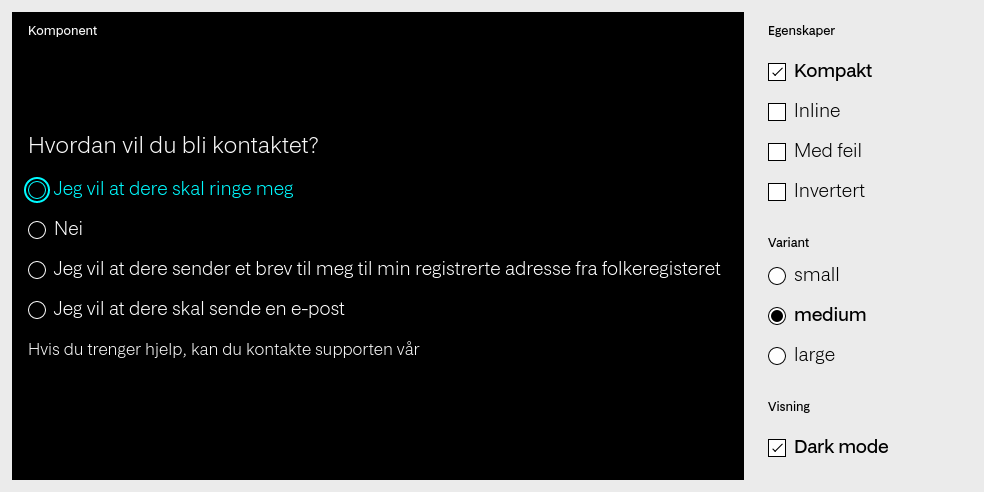 Komponent
Hvordan vil du bli kontaktet?
Jeg vil at dere skal ringe meg
Nei
Jeg vil at dere sender et brev til meg til min registrerte adresse fra folkeregisteret
Jeg vil at dere skal sende en e-post
Hvis du trenger hjelp, kan du kontakte supporten vår
Egenskaper
Kompakt
Inline
Med feil
Invertert
Variant
small
medium
large
Visning
Dark mode